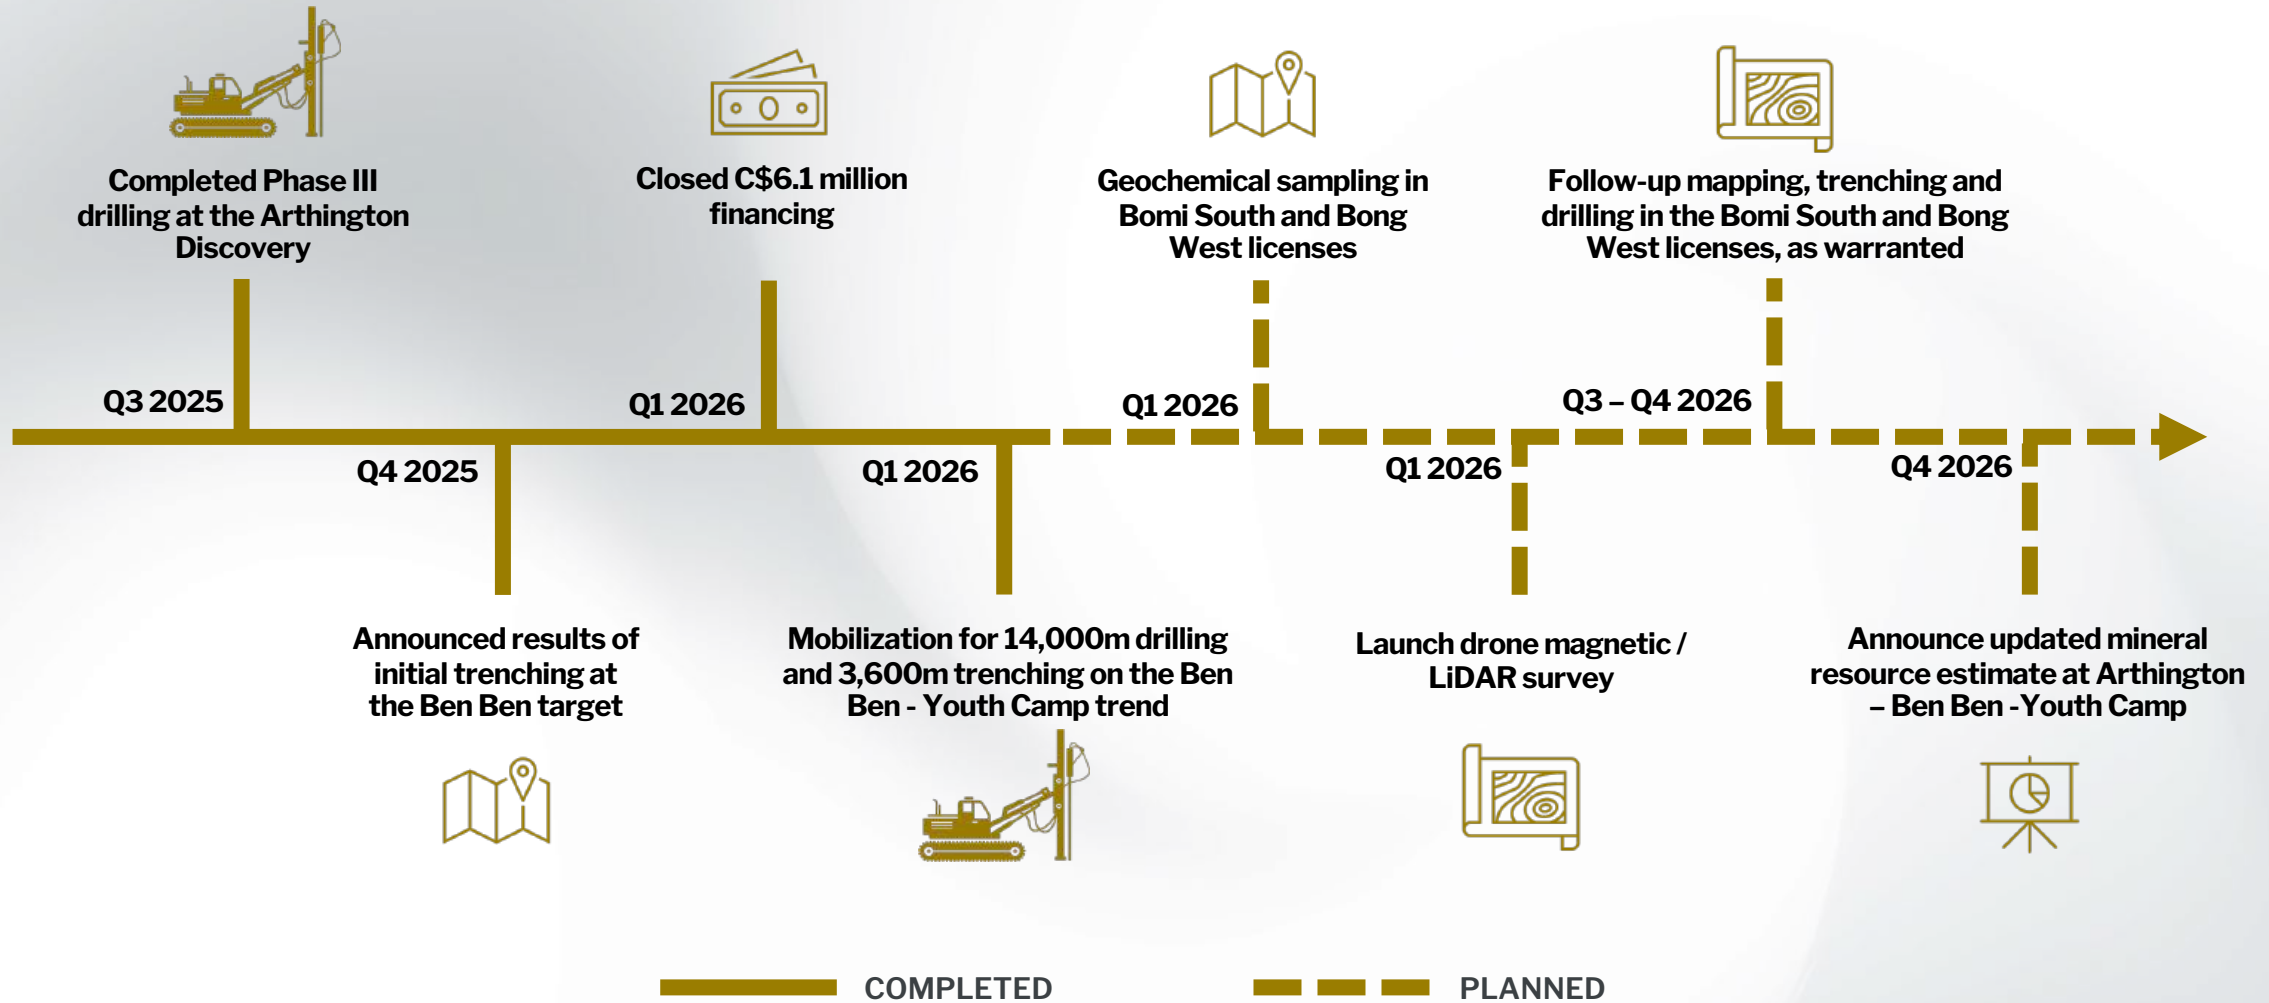 Completed Phase III
drilling at the Arthington
Discovery
Closed C$6.1 million
financing
Geochemical sampling in
Bomi South and Bong
West licenses
Follow-up mapping, trenching and
drilling in the Bomi South and Bong
West licenses, as warranted
Q3 2025
Q1 2026
Q1 2026
Q3 – Q4 2026
Q4 2025
Q1 2026
Q1 2026
Q4 2026
Announced results of
initial trenching at
the Ben Ben target
Mobilization for 14,000m drilling
and 3,600m trenching on the Ben
Ben - Youth Camp trend
Launch drone magnetic /
LiDAR survey
Announce updated mineral
resource estimate at Arthington
– Ben Ben -Youth Camp
COMPLETED
PLANNED